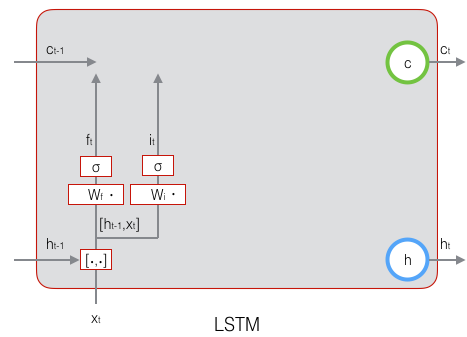 ct-1
ct
c
ft
it
σ
σ
Wf ·
Wi ·
[ht-1,xt]
ht-1
[·,·]
h
ht
xt
LSTM